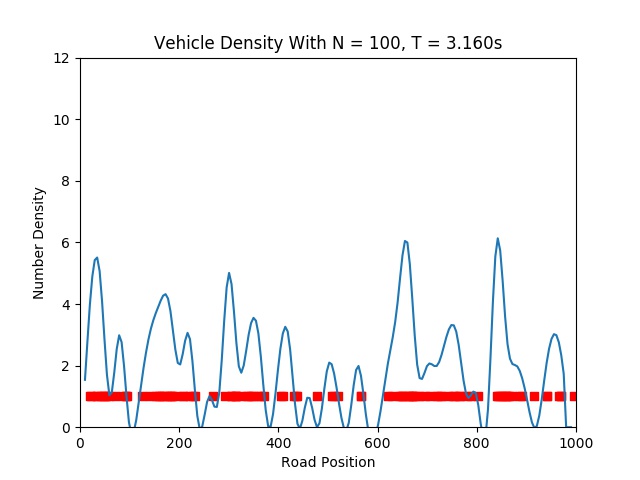 Vehicle Density With N = 100, T = 3.160s
12
10
8
6
4
2
0
Number Density
0 200 400 600 800 1000
Road Position